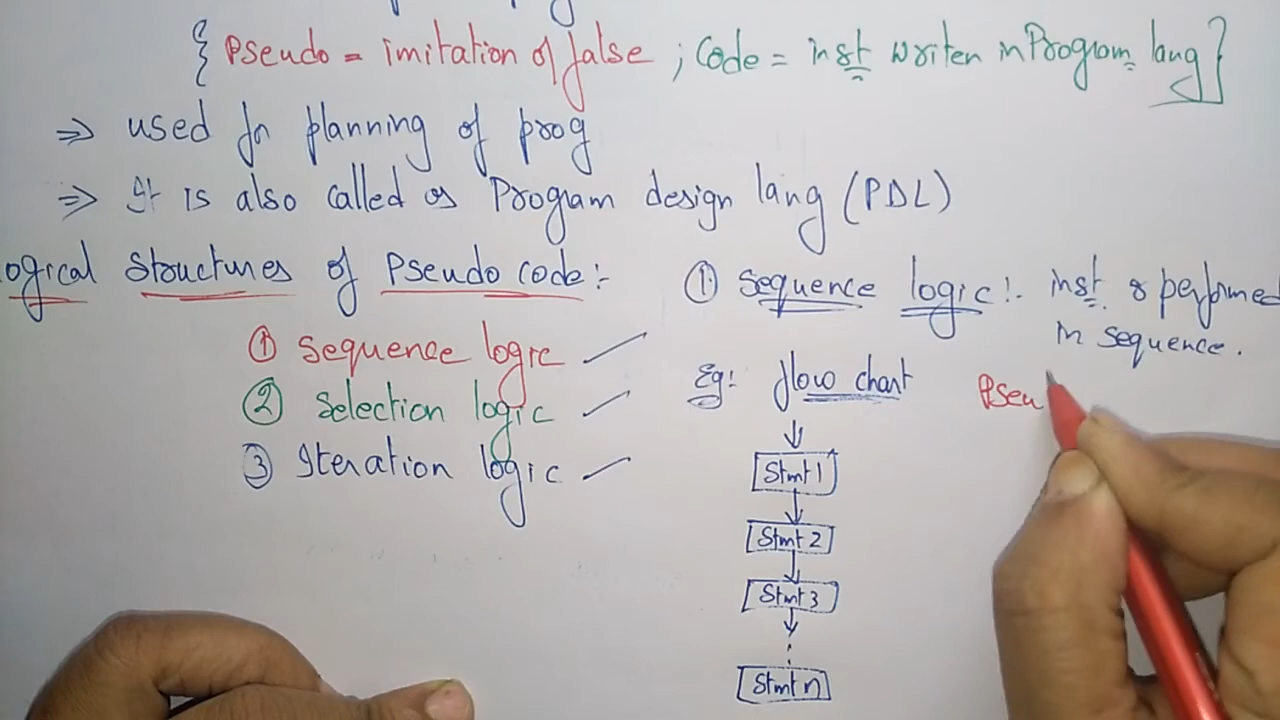 { Pseudo = imitation of false ; Code = inst writen in Program lang }
⇒ used for planning of prog
⇒ It is also called as Program design lang (PDL)
ogical Structures of Pseudo code:-
① Sequence logic
② Selection logic
③ Iteration logic
① Sequence logic:- inst. & performed
in sequence.
Eg: flow chart
Stmt 1
Stmt 2
Stmt 3
Stmt n
Pseu